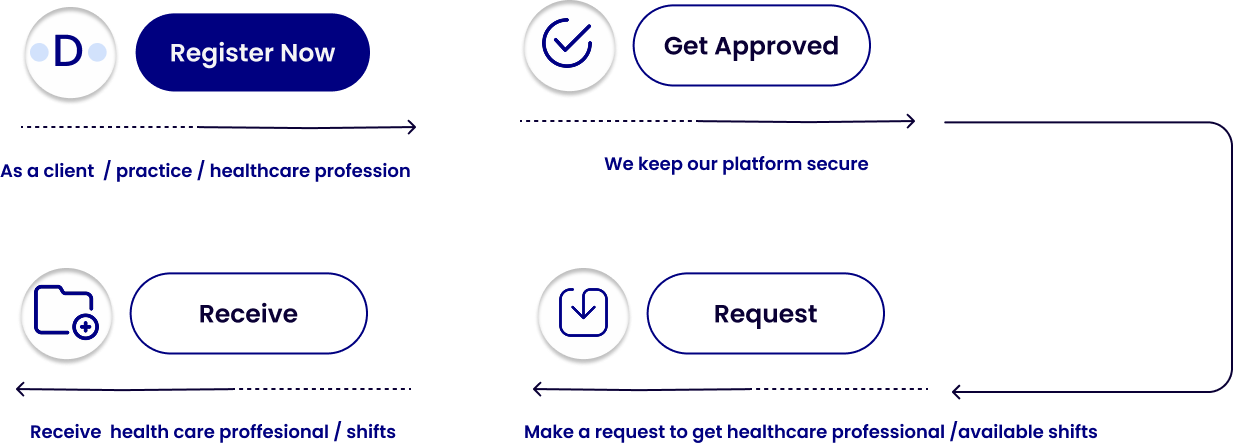 D
Register Now
Get Approved
As a client / practice / healthcare profession
We keep our platform secure
Receive
Request
Receive health care proffesional / shifts
Make a request to get healthcare professional /available shifts